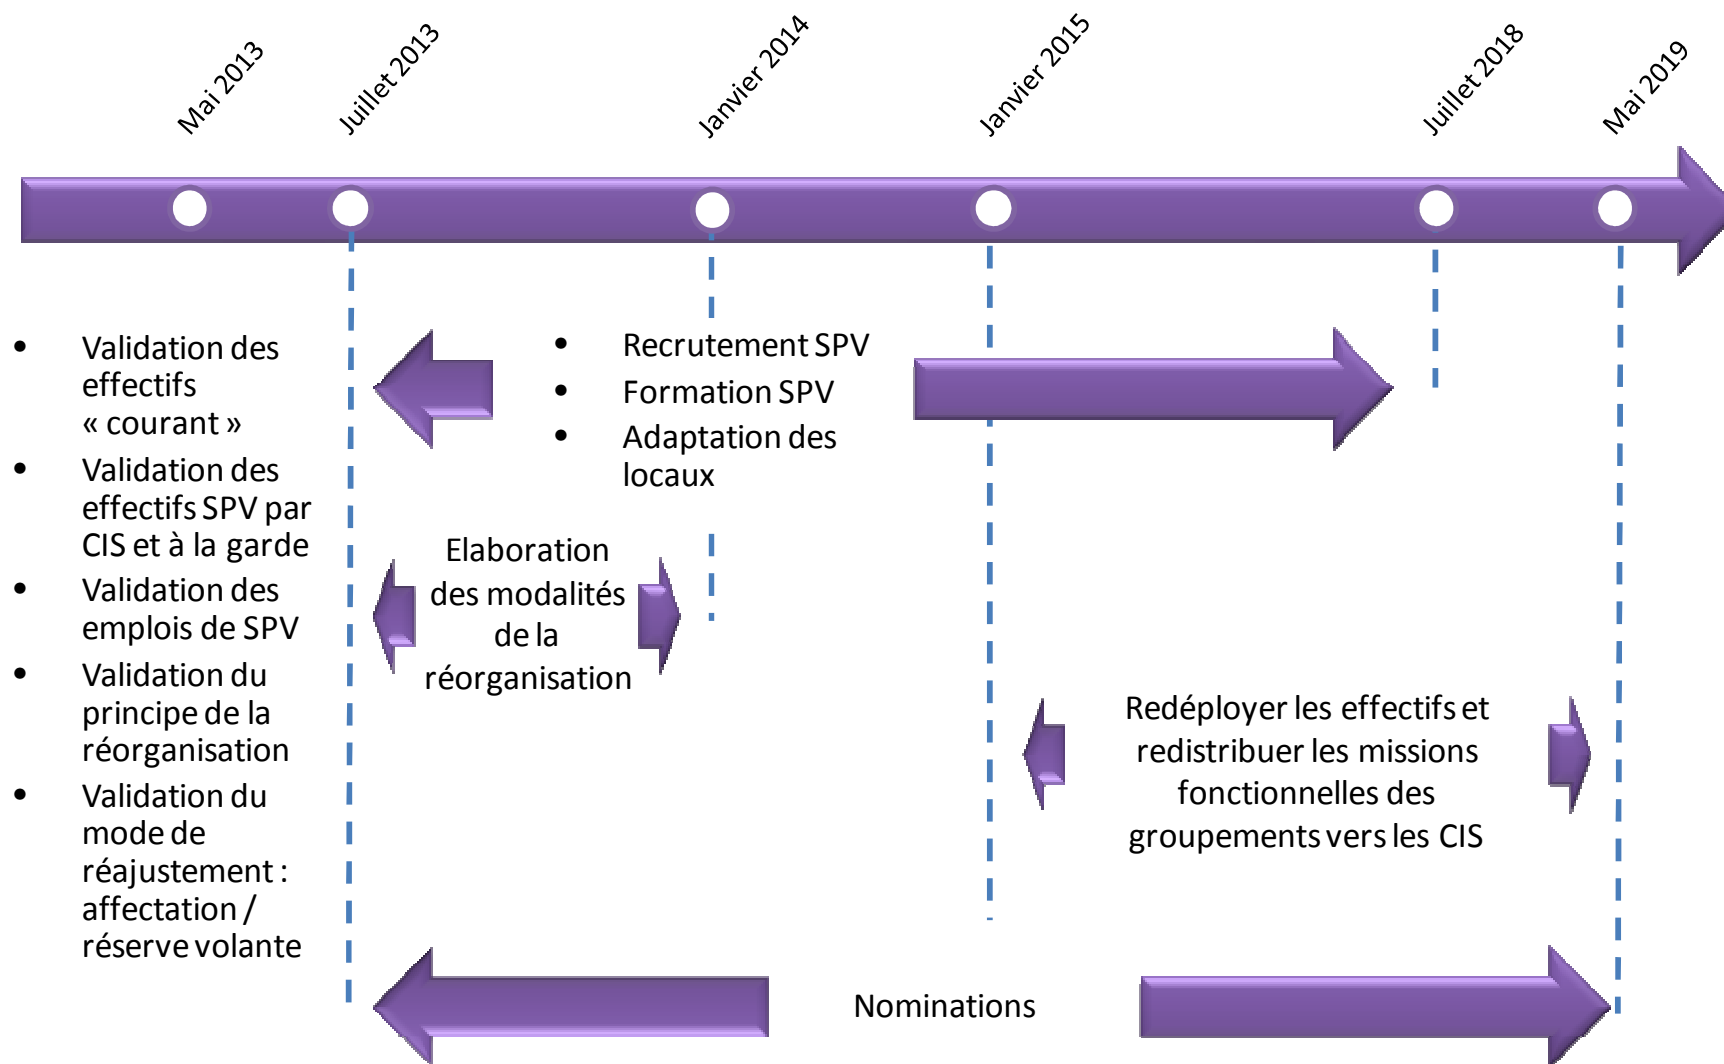 Mai 2013
Juillet 2013
Janvier 2014
Janvier 2015
Juillet 2018
Mai 2019
• Validation des
effectifs
« courant »
• Validation des
effectifs SPV par
CIS et à la garde
• Validation des
emplois de SPV
• Validation du
principe de la
réorganisation
• Validation du
mode de
réajustement :
affectation /
réserve volante
• Recrutement SPV
• Formation SPV
• Adaptation des
locaux
Elaboration
des modalités
de la
réorganisation
Redéployer les effectifs et
redistribuer les missions
fonctionnelles des
groupements vers les CIS
Nominations